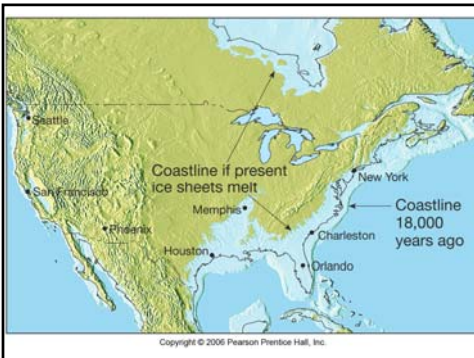 Seattle
Coastline if present
ice sheets melt
New York
San Francisco
Memphis
Coastline
18,000
years ago
Phoenix
Charleston
Houston
Orlando
Copyright © 2006 Pearson Prentice Hall, Inc.